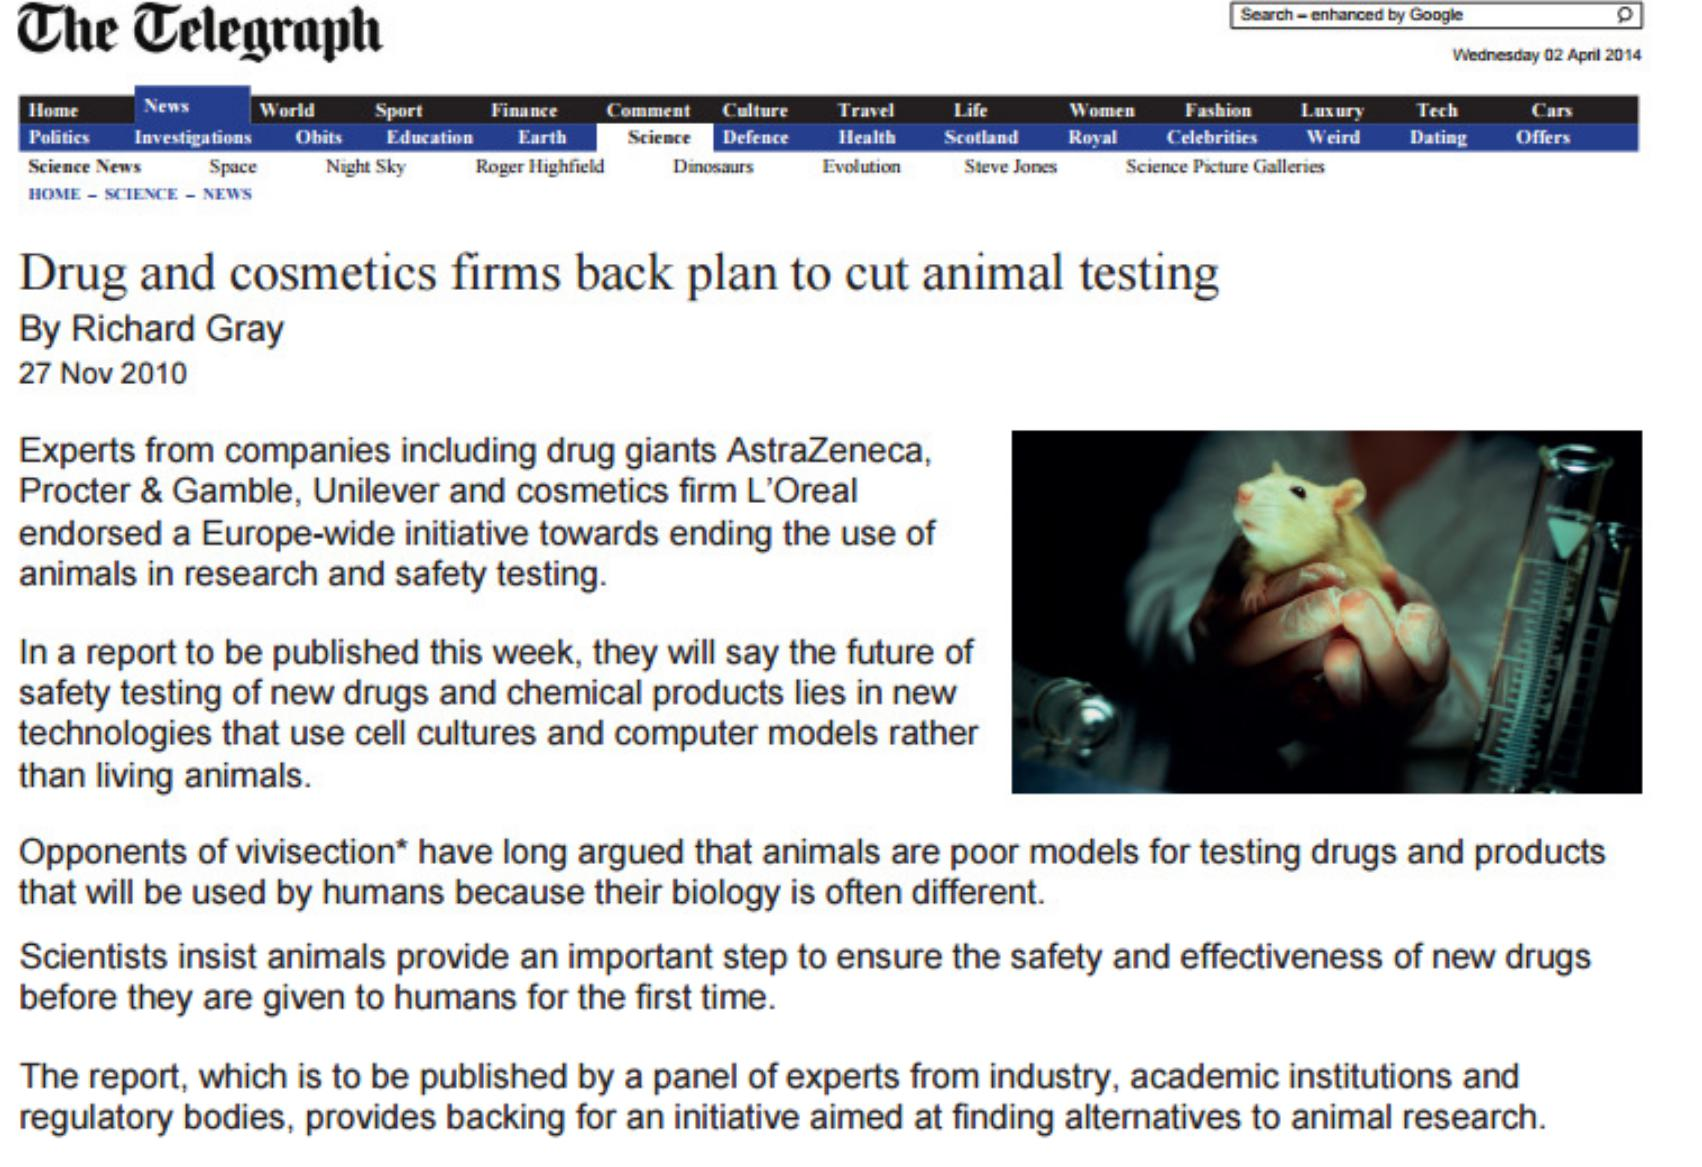 The Telegraph
Search – enhanced by Google
Wednesday 02 April 2014
Home News World Sport Finance Comment Culture Travel Life Women Fashion Luxury Tech Cars
Politics Investigations Obits Education Earth Science Defence Health Scotland Royal Celebrities Weird Dating Offers
Science News Space Night Sky Roger Highfield Dinosaurs Evolution Steve Jones Science Picture Galleries
HOME – SCIENCE – NEWS
Drug and cosmetics firms back plan to cut animal testing
By Richard Gray
27 Nov 2010
Experts from companies including drug giants AstraZeneca,
Procter & Gamble, Unilever and cosmetics firm L'Oreal
endorsed a Europe-wide initiative towards ending the use of
animals in research and safety testing.
In a report to be published this week, they will say the future of
safety testing of new drugs and chemical products lies in new
technologies that use cell cultures and computer models rather
than living animals.
Opponents of vivisection* have long argued that animals are poor models for testing drugs and products
that will be used by humans because their biology is often different.
Scientists insist animals provide an important step to ensure the safety and effectiveness of new drugs
before they are given to humans for the first time.
The report, which is to be published by a panel of experts from industry, academic institutions and
regulatory bodies, provides backing for an initiative aimed at finding alternatives to animal research.